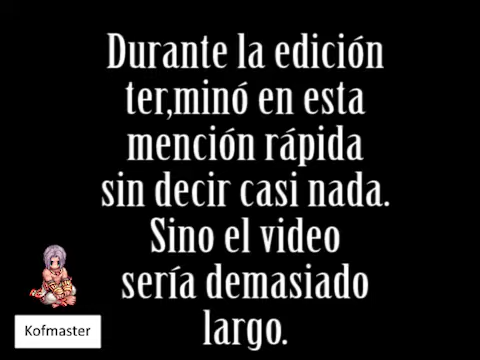 Durante la edición
ter,minó en esta
mención rápida
sin decir casi nada.
Sino el video
sería demasiado
largo.
Kofmaster